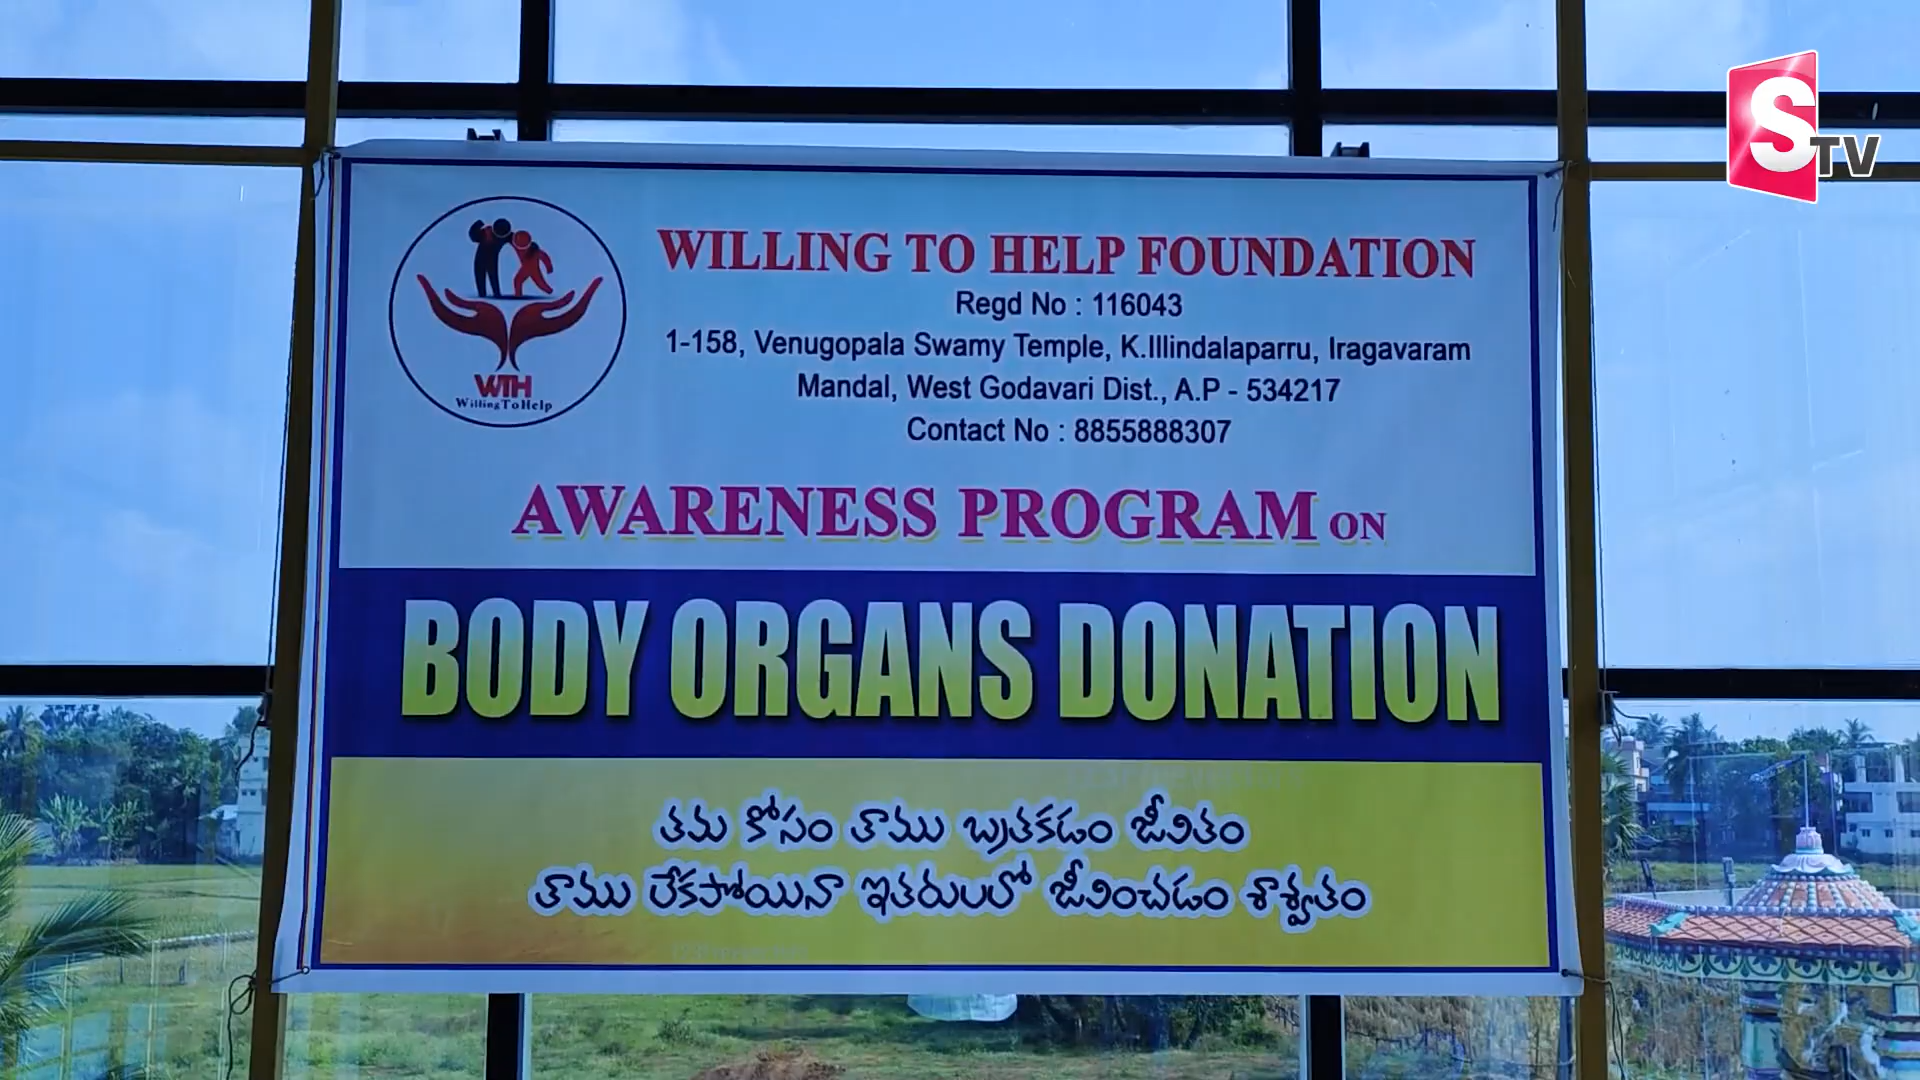 STV
WILLING TO HELP FOUNDATION
Regd No : 116043
1-158, Venugopala Swamy Temple, K.Illindalaparru, Iragavaram
Mandal, West Godavari Dist., A.P - 534217
Contact No : 8855888307
WTH
WillingToHelp
AWARENESS PROGRAM ON
BODY ORGANS DONATION
తమ కోసం తాము బ్రతకడం జీవితం
తాము లేకపోయినా ఇతరులలో జీవించడం శాశ్వతం